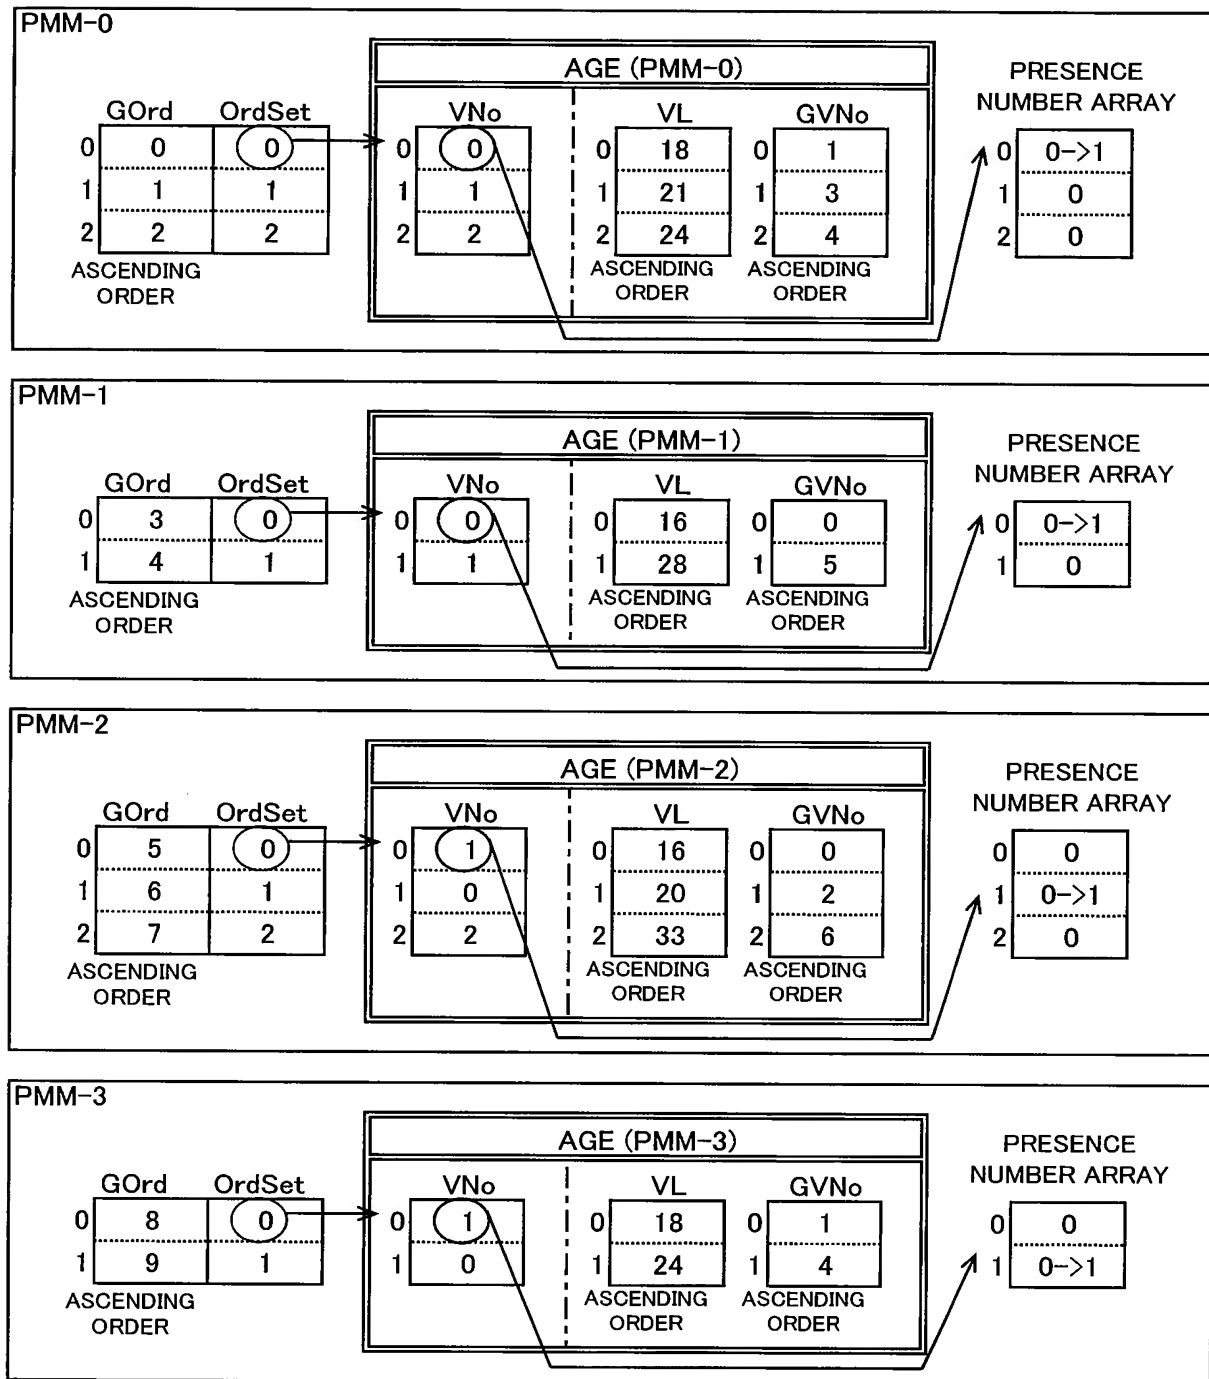 PMM-0
AGE (PMM-0)
PRESENCE
NUMBER ARRAY
GOrd OrdSet VNo VL GVNo
0 0 0 0 0 0 18 0 1 0 0->1
1 1 1 1 1 1 21 1 3 1 0
2 2 2 2 2 2 24 2 4 2 0
ASCENDING ORDER ASCENDING ORDER ASCENDING ORDER
PMM-1
AGE (PMM-1)
PRESENCE
NUMBER ARRAY
GOrd OrdSet VNo VL GVNo
0 3 0 0 0 0 16 0 0 0 0->1
1 4 1 1 1 1 28 1 5 1 0
ASCENDING ORDER ASCENDING ORDER ASCENDING ORDER
PMM-2
AGE (PMM-2)
PRESENCE
NUMBER ARRAY
GOrd OrdSet VNo VL GVNo
0 5 0 0 1 0 16 0 0 0 0
1 6 1 1 0 1 20 1 2 1 0->1
2 7 2 2 2 2 33 2 6 2 0
ASCENDING ORDER ASCENDING ORDER ASCENDING ORDER
PMM-3
AGE (PMM-3)
PRESENCE
NUMBER ARRAY
GOrd OrdSet VNo VL GVNo
0 8 0 0 1 0 18 0 1 0 0
1 9 1 1 0 1 24 1 4 1 0->1
ASCENDING ORDER ASCENDING ORDER ASCENDING ORDER